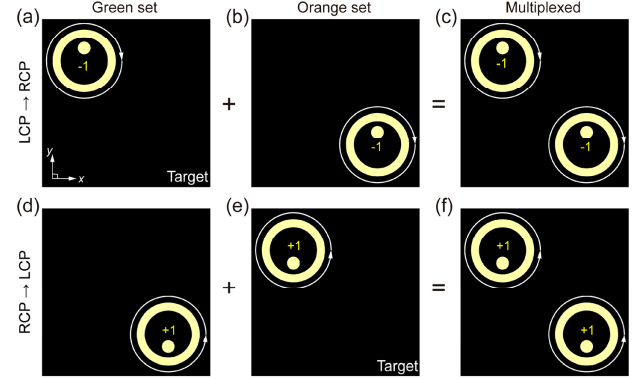 Green set
Orange set
Multiplexed
(a)
(b)
(c)
LCP → RCP
-1
-1
-1
-1
+
=
y
x
Target
(d)
(e)
(f)
RCP → LCP
+1
+1
+1
+1
+
=
Target